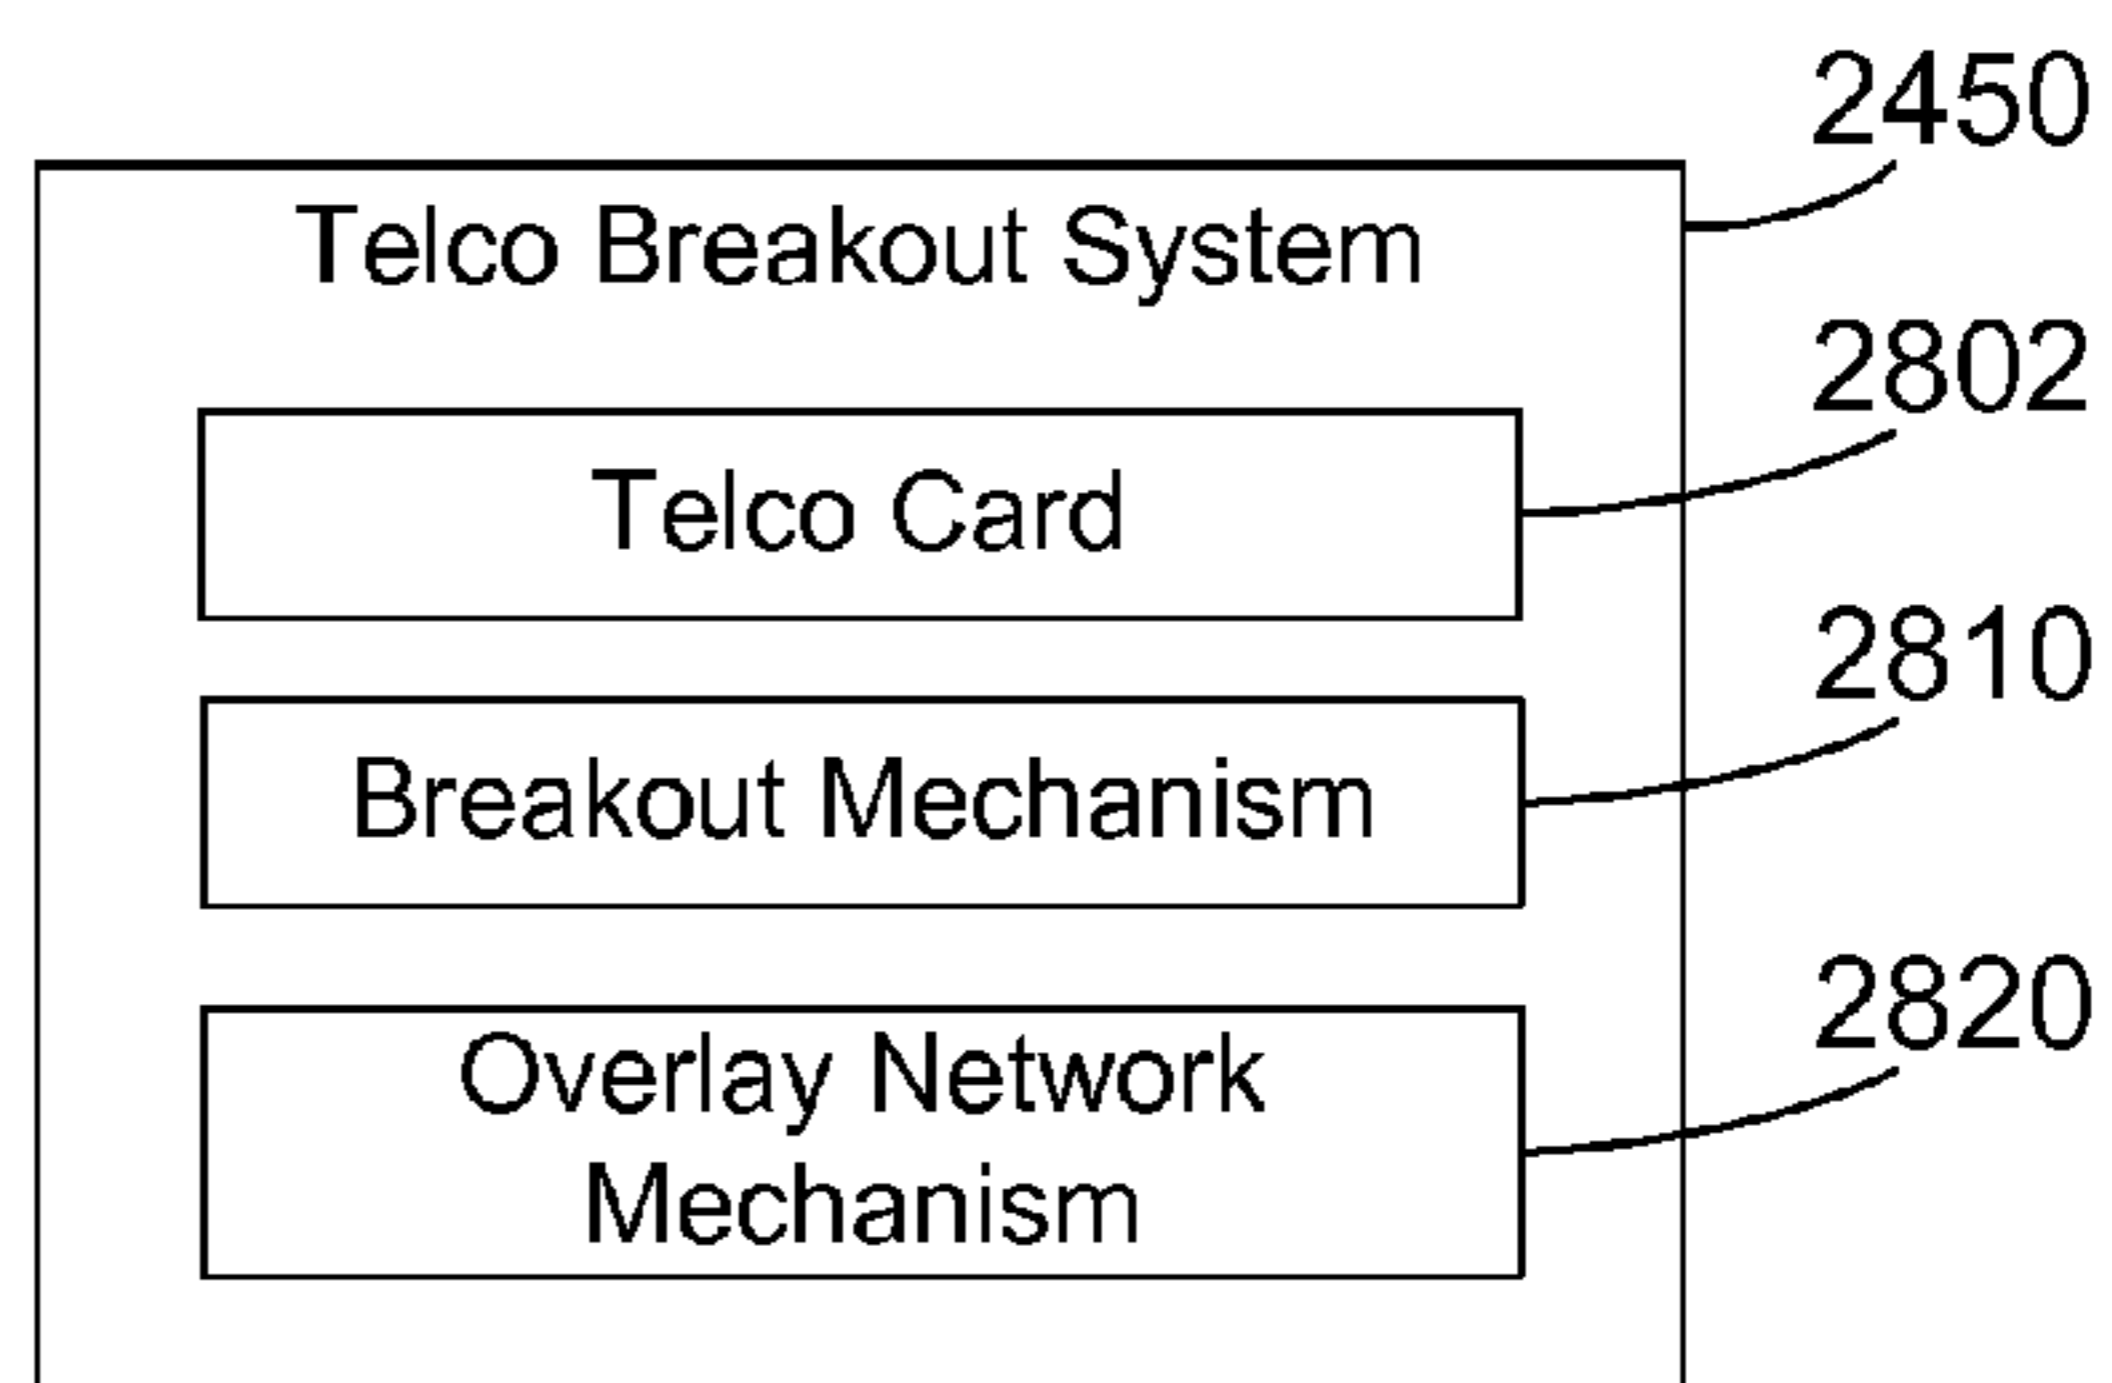 2450
Telco Breakout System
2802
Telco Card
2810
Breakout Mechanism
2820
Overlay Network
Mechanism